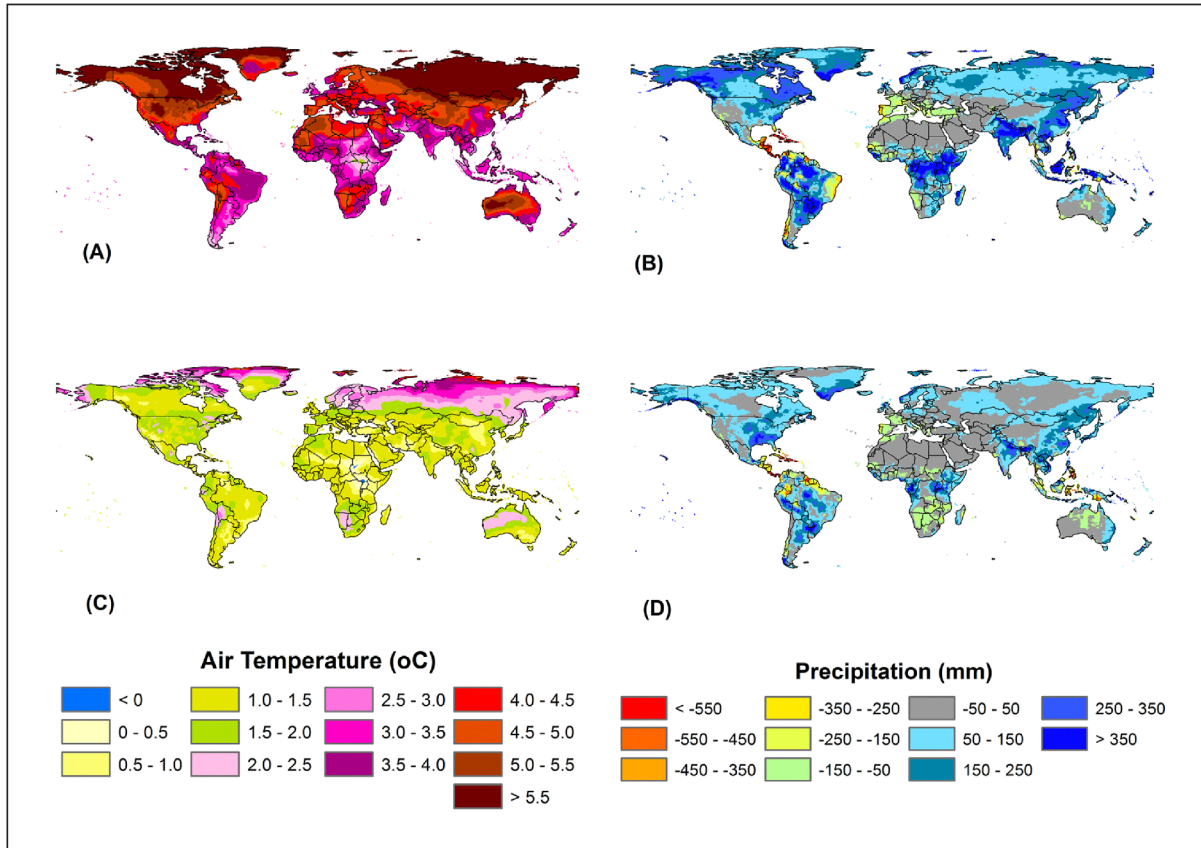 (A)
(B)
(C)
(D)
Air Temperature (oC)
< 0
1.0 - 1.5
2.5 - 3.0
4.0 - 4.5
0 - 0.5
1.5 - 2.0
3.0 - 3.5
4.5 - 5.0
0.5 - 1.0
2.0 - 2.5
3.5 - 4.0
5.0 - 5.5
> 5.5
Precipitation (mm)
< -550
-350 - -250
-50 - 50
250 - 350
-550 - -450
-250 - -150
50 - 150
> 350
-450 - -350
-150 - -50
150 - 250